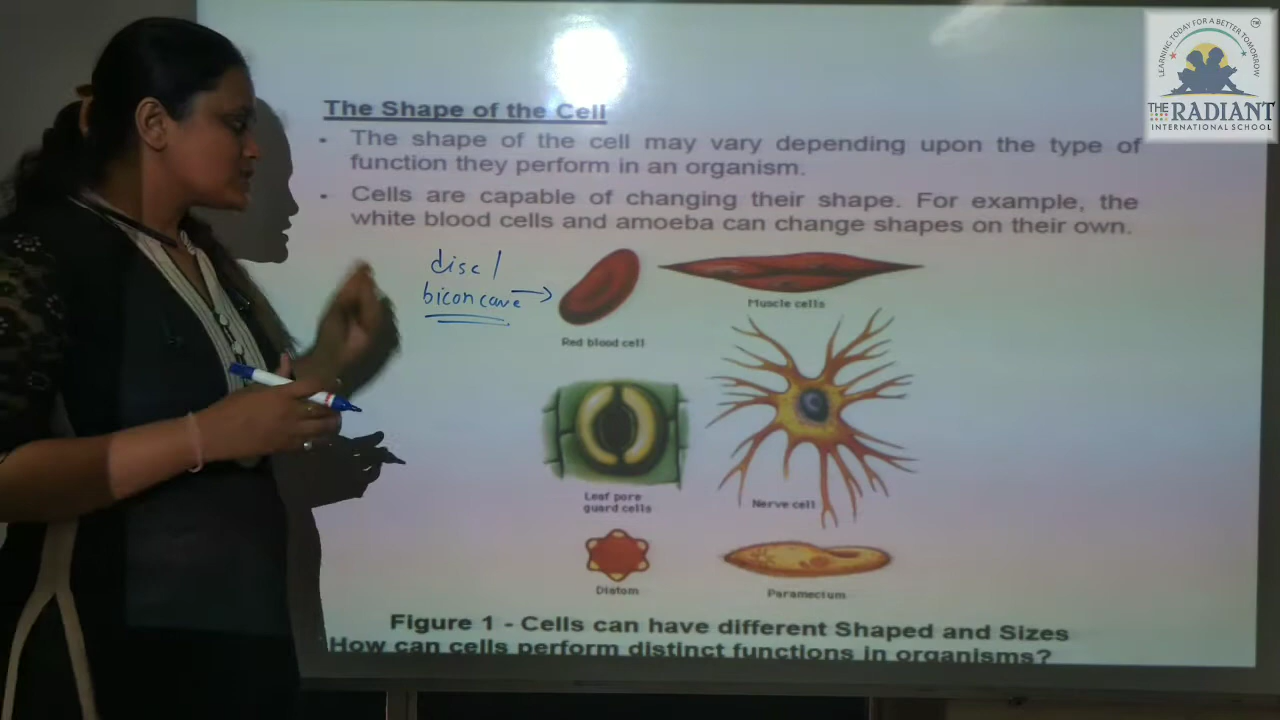 LEARNING TODAY FOR A BETTER TOMORROW
TM
THE RADIANT
INTERNATIONAL SCHOOL
The Shape of the Cell
• The shape of the cell may vary depending upon the type of
function they perform in an organism.
• Cells are capable of changing their shape. For example, the
white blood cells and amoeba can change shapes on their own.
disc/
biconcave →
Red blood cell
Muscle cells
Leaf pore
guard cells
Nerve cell
Diatom
Paramecium
Figure 1 - Cells can have different Shaped and Sizes
How can cells perform distinct functions in organisms?